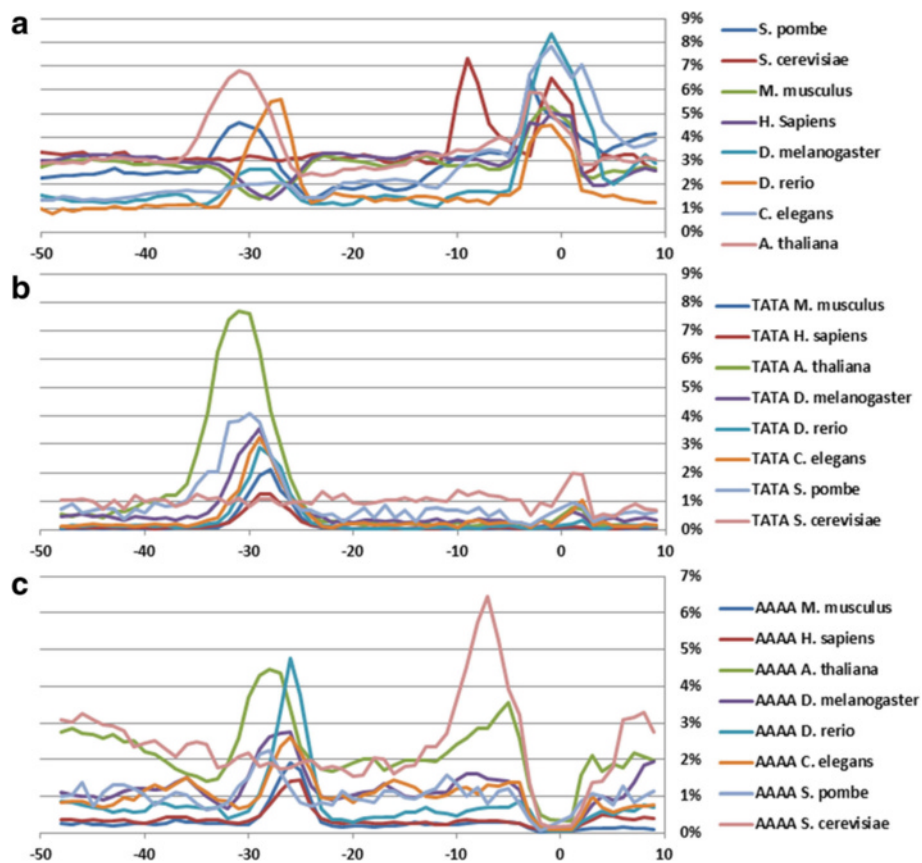 a
9%
8%
7%
6%
5%
4%
3%
2%
1%
0%
-50 -40 -30 -20 -10 0 10
S. pombe
S. cerevisiae
M. musculus
H. Sapiens
D. melanogaster
D. rerio
C. elegans
A. thaliana
b
9%
8%
7%
6%
5%
4%
3%
2%
1%
0%
-50 -40 -30 -20 -10 0 10
TATA M. musculus
TATA H. sapiens
TATA A. thaliana
TATA D. melanogaster
TATA D. rerio
TATA C. elegans
TATA S. pombe
TATA S. cerevisiae
c
7%
6%
5%
4%
3%
2%
1%
0%
-50 -40 -30 -20 -10 0 10
AAAA M. musculus
AAAA H. sapiens
AAAA A. thaliana
AAAA D. melanogaster
AAAA D. rerio
AAAA C. elegans
AAAA S. pombe
AAAA S. cerevisiae